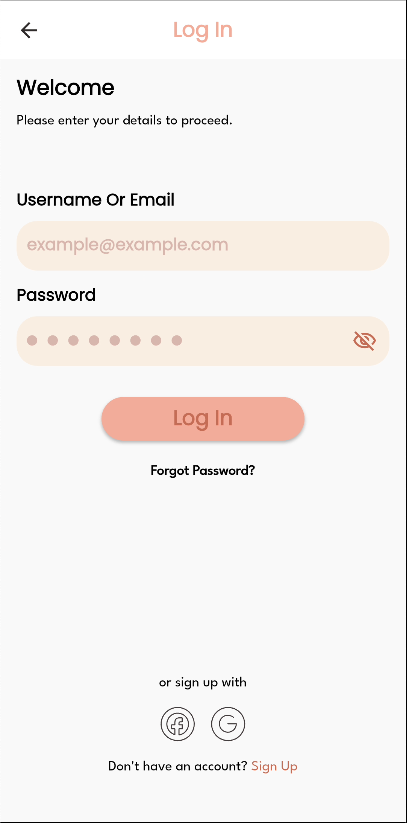 Log In
Welcome
Please enter your details to proceed.
Username Or Email
example@example.com
Password
Log In
Forgot Password?
or sign up with
Don't have an account? Sign Up